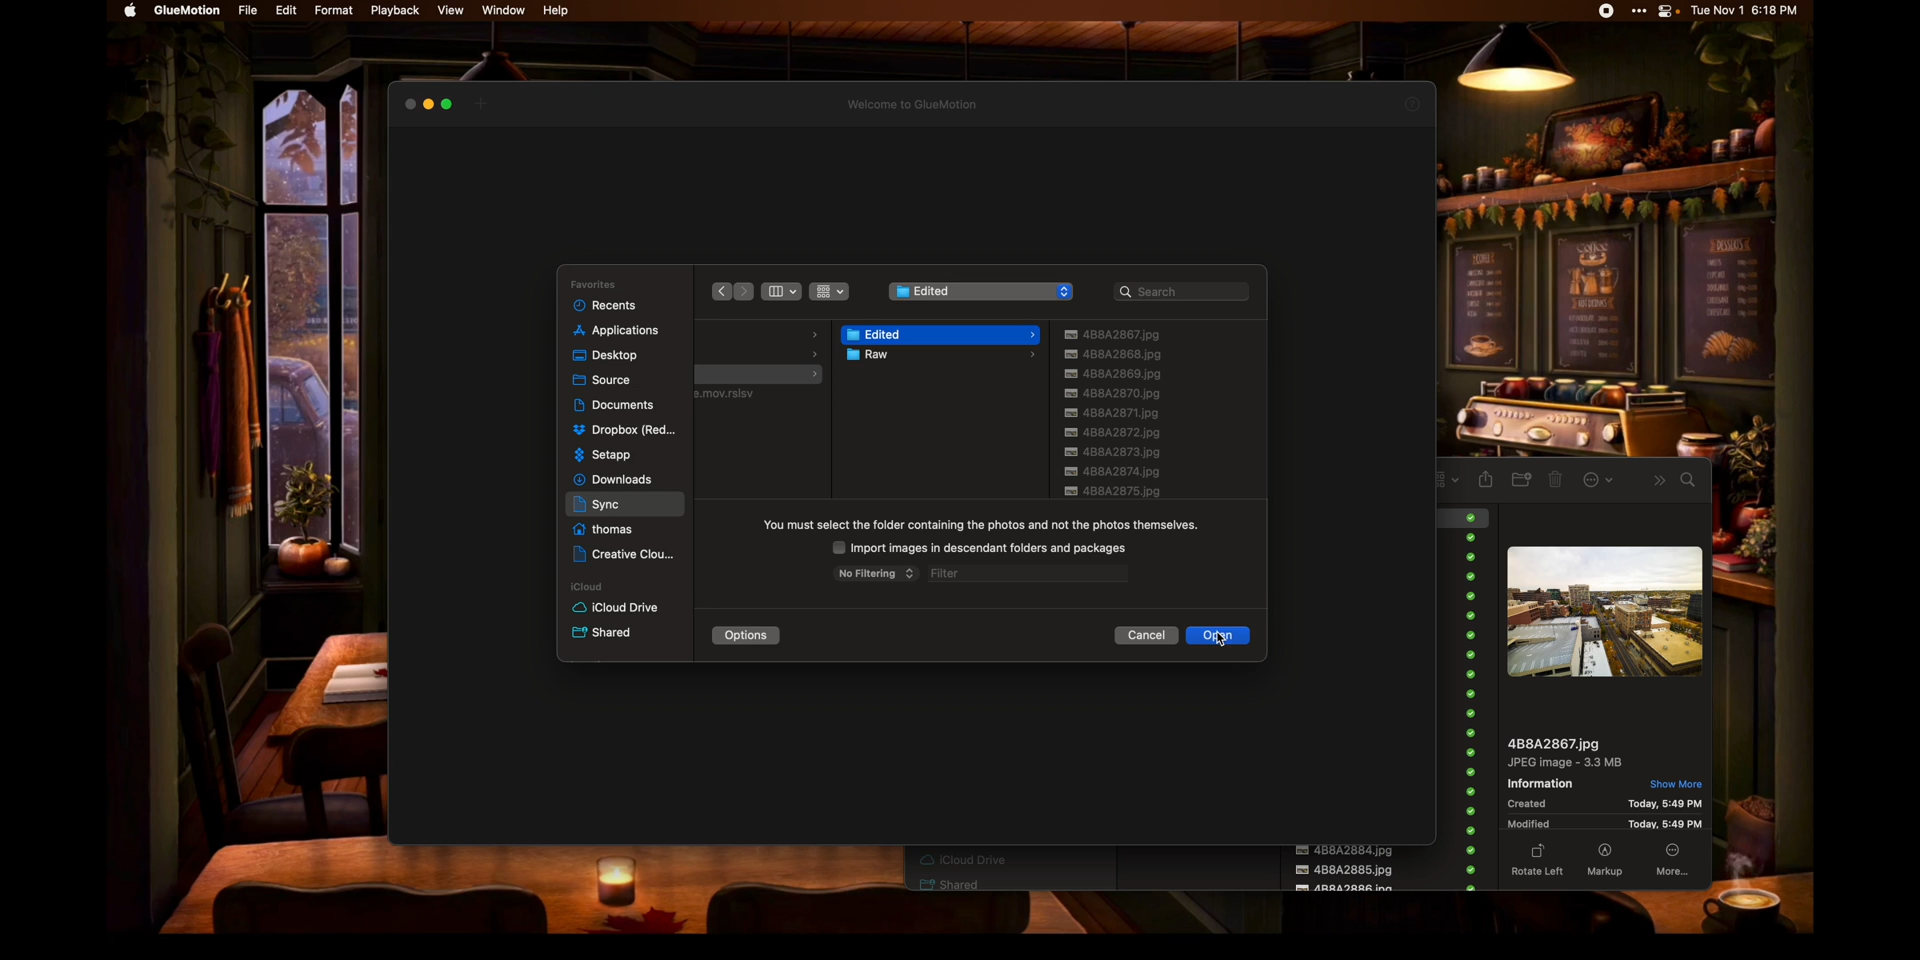 GlueMotion File Edit Format Playback View Window Help
Tue Nov 1 6:18 PM
Welcome to GlueMotion
Favorites
Recents
Applications
Desktop
Source
Documents
Dropbox (Red...
Setapp
Downloads
Sync
thomas
Creative Clou...
iCloud
iCloud Drive
Shared
Edited
Search
e.mov.rslsv
Edited
Raw
4B8A2867.jpg
4B8A2868.jpg
4B8A2869.jpg
4B8A2870.jpg
4B8A2871.jpg
4B8A2872.jpg
4B8A2873.jpg
4B8A2874.jpg
4B8A2875.jpg
You must select the folder containing the photos and not the photos themselves.
Import images in descendant folders and packages
No Filtering Filter
Options
Cancel
Open
DESSERTS
COFFEE
HOT DRINKS
4B8A2867.jpg
JPEG image - 3.3 MB
Information Show More
Created Today, 5:49 PM
Modified Today, 5:49 PM
Rotate Left
Markup
More...
iCloud Drive
Shared
4B8A2884.jpg
4B8A2885.jpg
4B8A2886.jpg